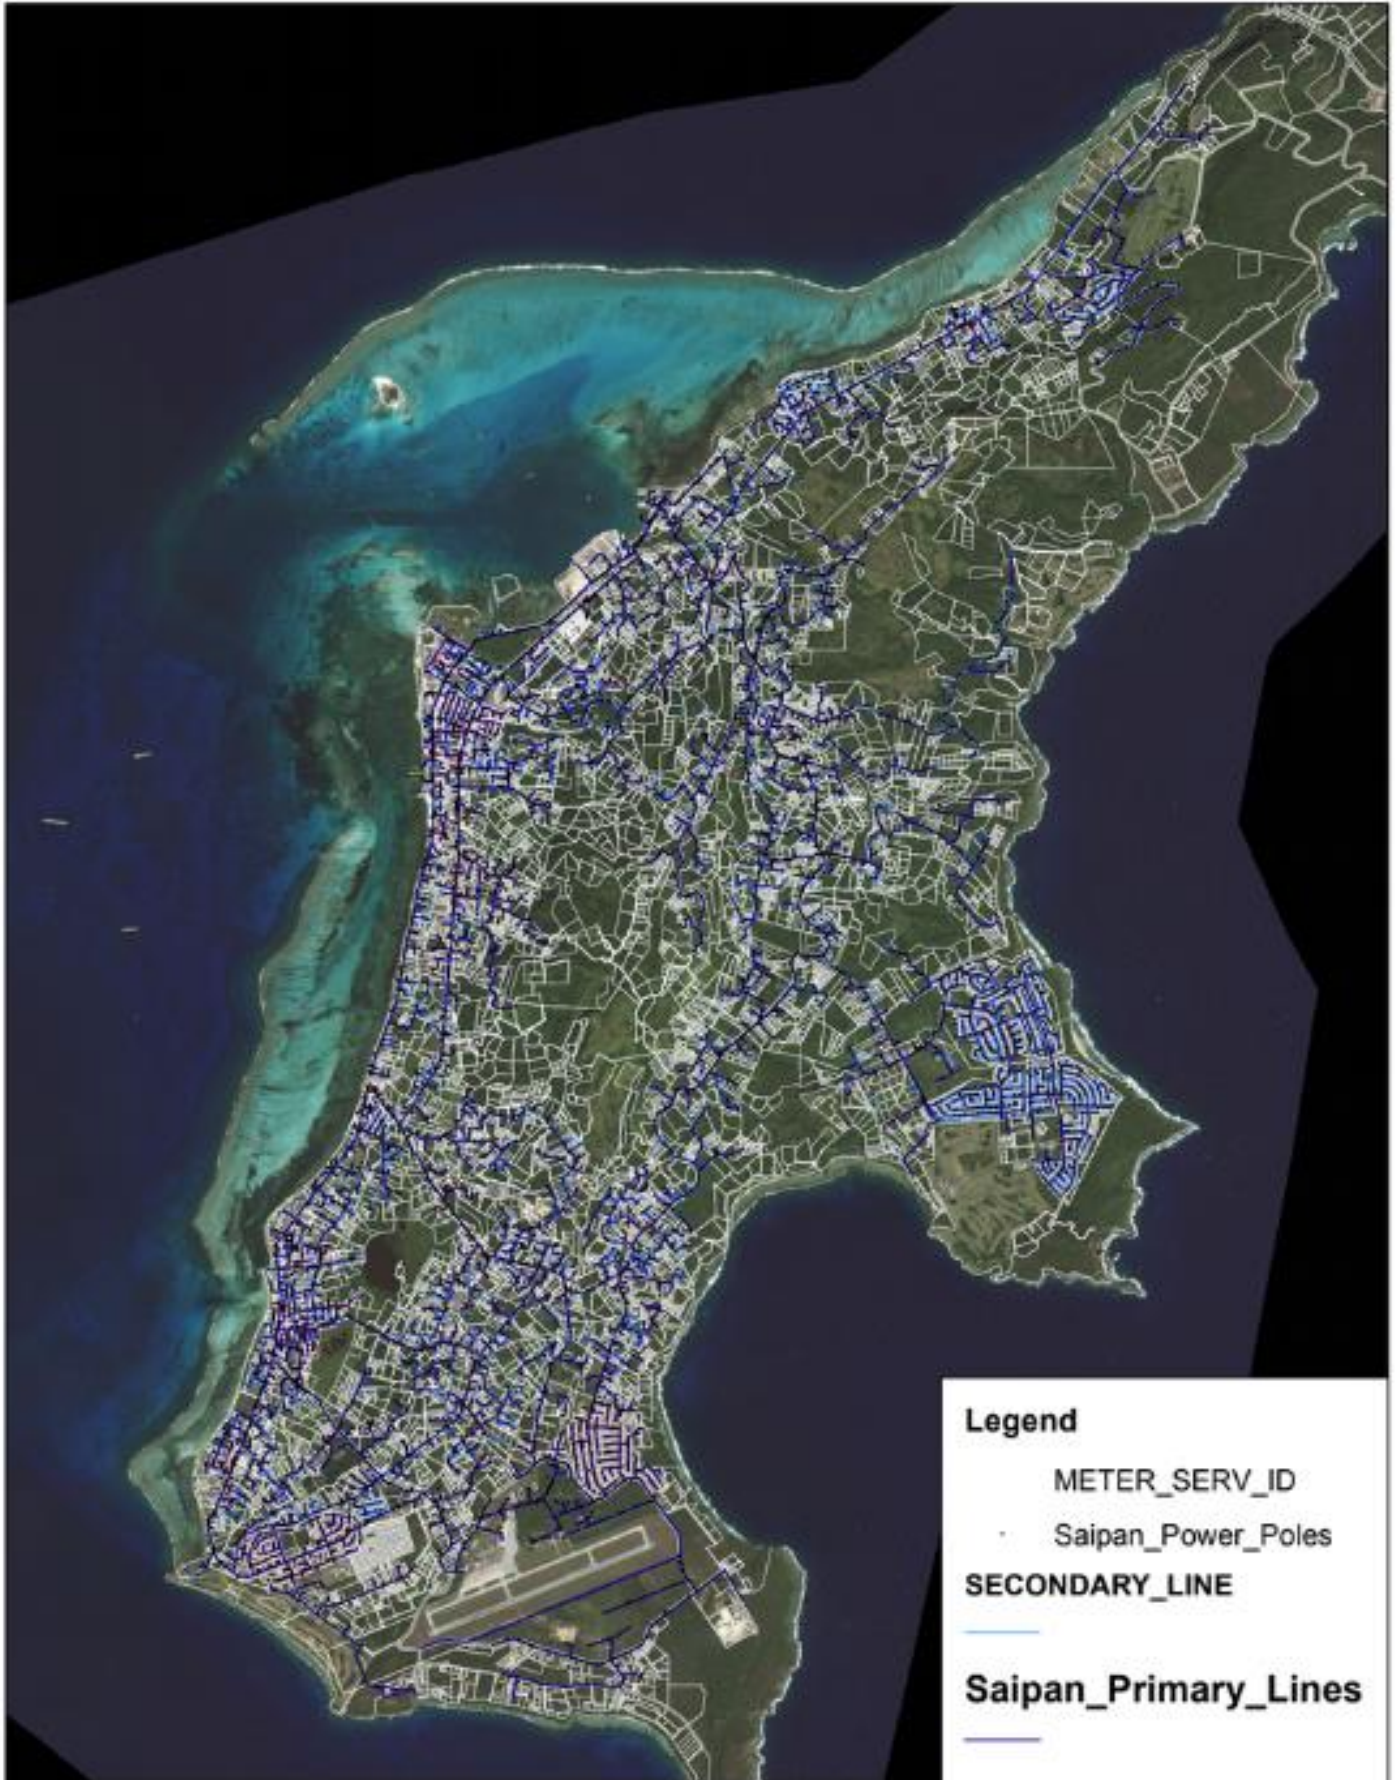 Legend
METER_SERV_ID
Saipan_Power_Poles
SECONDARY_LINE
Saipan_Primary_Lines